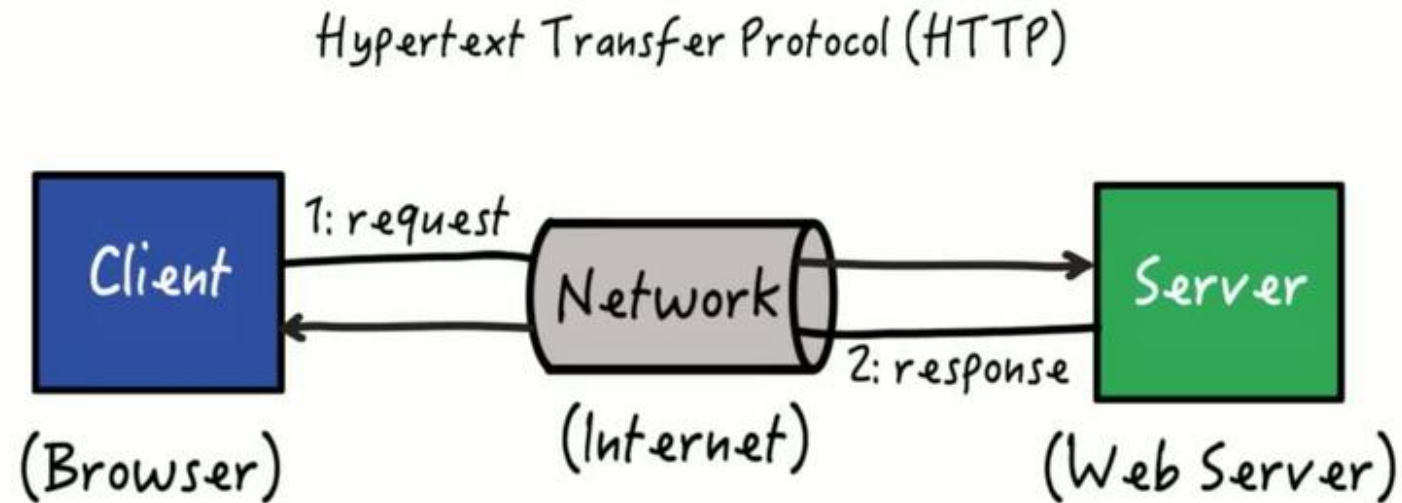 Hypertext Transfer Protocol (HTTP)
1: request
Client
Network
Server
2: response
(Browser)
(Internet)
(Web Server)